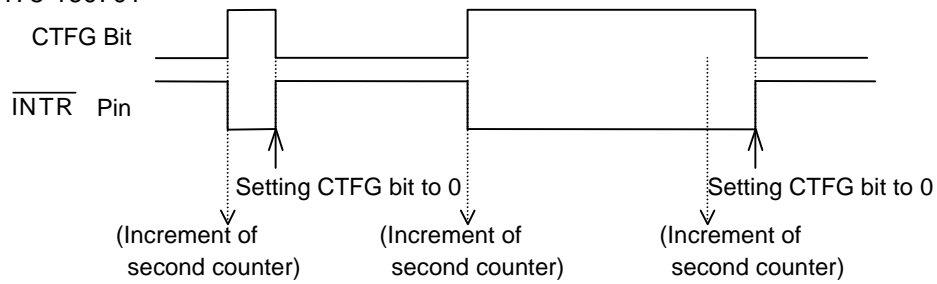 CTFG Bit
INTR Pin
Setting CTFG bit to 0
Setting CTFG bit to 0
(Increment of
second counter)
(Increment of
second counter)
(Increment of
second counter)